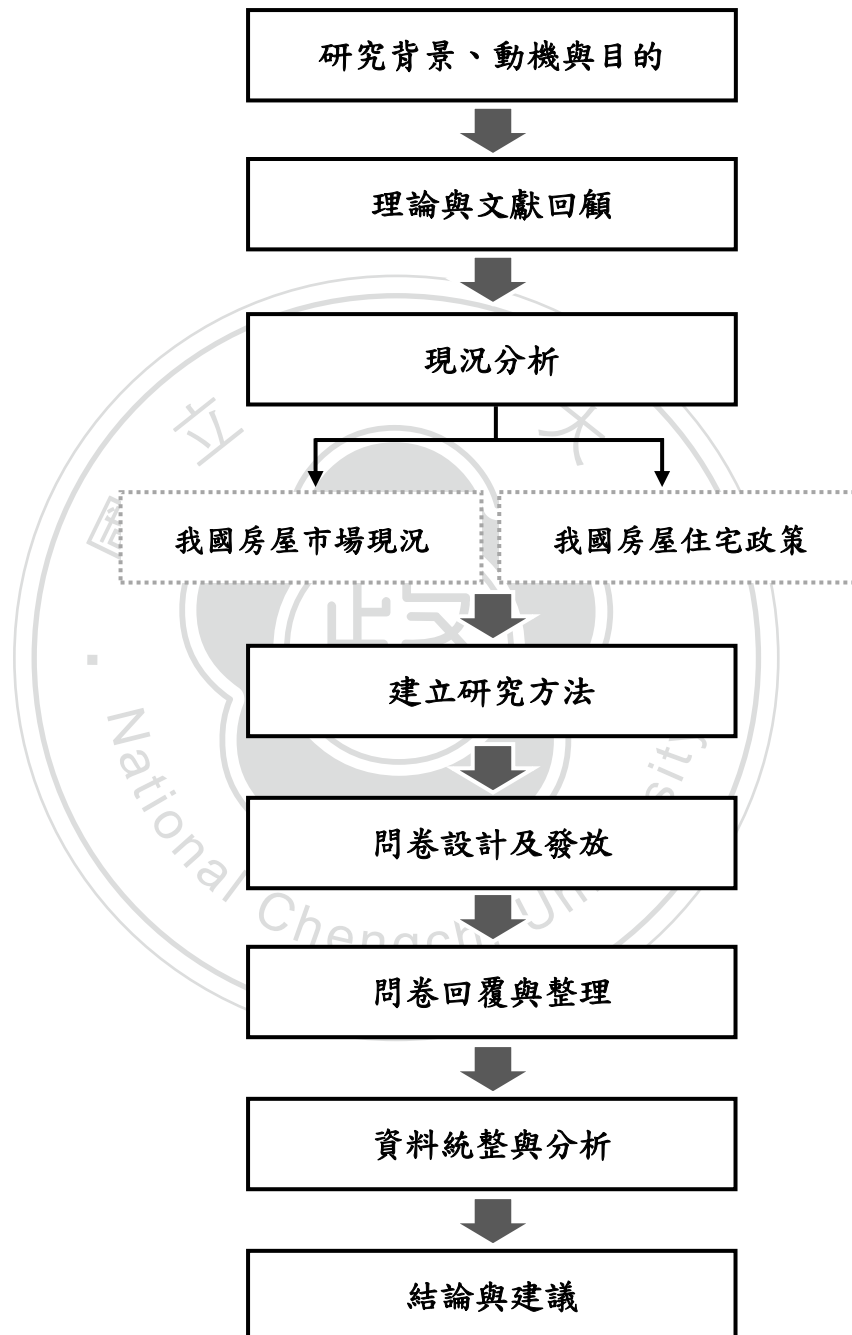 研究背景、動機與目的
理論與文獻回顧
現況分析
立
大
我國房屋市場現況
我國房屋住宅政策
政
建立研究方法
National Chengchi
問卷設計及發放
問卷回覆與整理
資料統整與分析
結論與建議